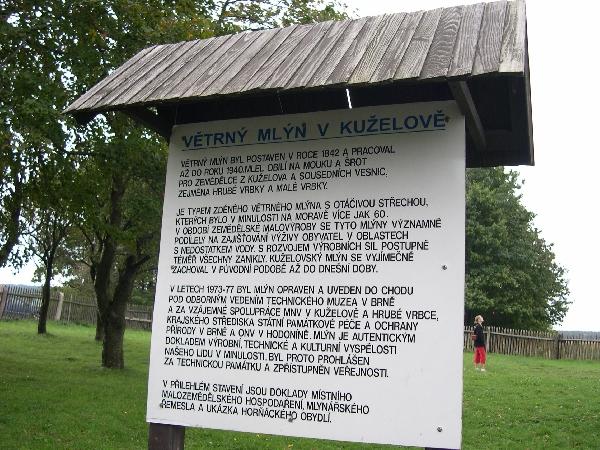 VĚTRNÝ MLÝN V KUŽELOVĚ
VĚTRNÝ MLÝN BYL POSTAVEN V ROCE 1842 A PRACOVAL
AŽ DO ROKU 1940. MLEL OBILÍ NA MOUKU A ŠROT
PRO ZEMĚDĚLCE Z KUŽELOVA A SOUSEDNÍCH VESNIC,
ZEJMÉNA HRUBÉ VRBKY A MALÉ VRBKY.
JE TYPEM ZDĚNÉHO VĚTRNÉHO MLÝNA S OTÁČIVOU STŘECHOU,
KTERÝCH BYLO V MINULOSTI NA MORAVĚ VÍCE JAK 60.
V OBDOBÍ ZEMĚDĚLSKÉ MALOVÝROBY SE TYTO MLÝNY VÝZNAMNĚ
PODÍLELY NA ZAJIŠŤOVÁNÍ VÝŽIVY OBYVATEL V OBLASTECH
S NEDOSTATKEM VODY. S ROZVOJEM VÝROBNÍCH SIL POSTUPNĚ
TÉMĚŘ VŠECHNY ZANIKLY. KUŽELOVSKÝ MLÝN SE VYJÍMEČNĚ
ZACHOVAL V PŮVODNÍ PODOBĚ AŽ DO DNEŠNÍ DOBY.
V LETECH 1973-77 BYL MLÝN OPRAVEN A UVEDEN DO CHODU
POD ODBORNÝM VEDENÍM TECHNICKÉHO MUZEA V BRNĚ
A ZA VZÁJEMNÉ SPOLUPRÁCE MNV V KUŽELOVĚ A HRUBÉ VRBCE,
KRAJSKÉHO STŘEDISKA STÁTNÍ PAMÁTKOVÉ PÉČE A OCHRANY
PŘÍRODY V BRNĚ A ONV V HODONÍNĚ. MLÝN JE AUTENTICKÝM
DOKLADEM VÝROBNÍ, TECHNICKÉ A KULTURNÍ VYSPĚLOSTI
NAŠEHO LIDU V MINULOSTI. BYL PROTO PROHLÁŠEN
ZA TECHNICKOU PAMÁTKU A ZPŘÍSTUPNĚN VEŘEJNOSTI.
V PŘILEHLÉM STAVENÍ JSOU DOKLADY MÍSTNÍHO
MALOZEMĚDĚLSKÉHO HOSPODAŘENÍ, MLYNÁŘSKÉHO
ŘEMESLA A UKÁZKA HORŇÁCKÉHO OBYDLÍ.